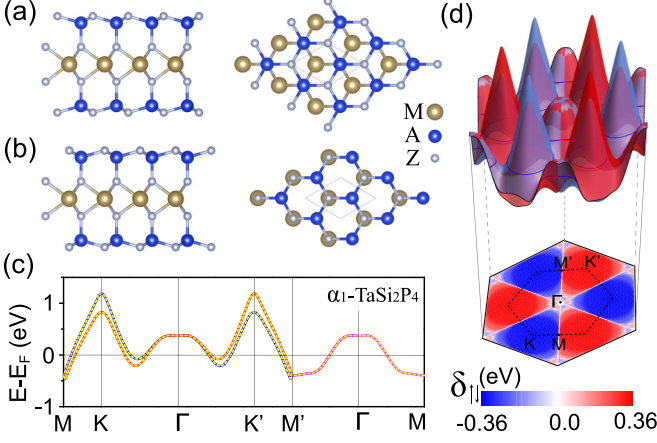 (a)
M
A
Z
(b)
(c)
α₁-TaSi₂P₄
E-E_F (eV)
1
0
-1
M K Γ K' M' Γ M
(d)
M' K'
Γ
K M
δ↑↓(eV)
-0.36 0.0 0.36